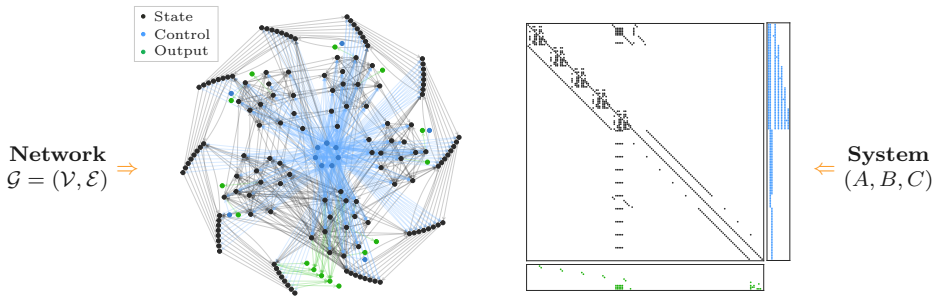 State
Control
Output
Network ⇒
𝒢 = (𝒱, ℰ)
⇐ System
(A, B, C)